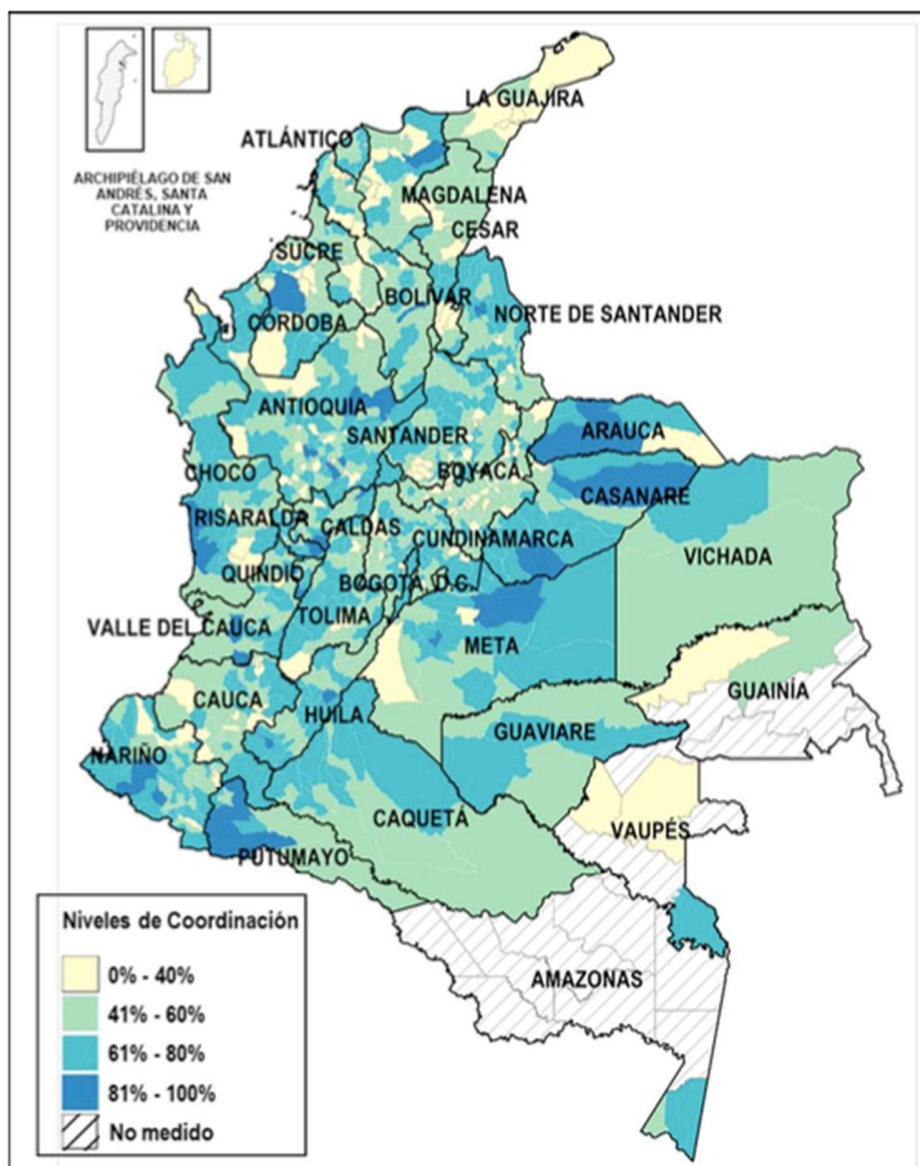 LA GUAJIRA
ATLÁNTICO
ARCHIPIÉLAGO DE SAN
ANDRÉS, SANTA
CATALINA Y
PROVIDENCIA
MAGDALENA
CESAR
SUCRE
BOLÍVAR
NORTE DE SANTANDER
CÓRDOBA
ANTIOQUIA
SANTANDER
ARAUCA
CHOCÓ
BOYACÁ
CASANARE
RISARALDA
CALDAS
CUNDINAMARCA
VICHADA
QUINDIO
BOGOTÁ, D.C.
TOLIMA
VALLE DEL CAUCA
META
GUAINÍA
CAUCA
HUILA
GUAVIARE
NARIÑO
CAQUETÁ
VAUPÉS
PUTUMAYO
AMAZONAS
Niveles de Coordinación
0% - 40%
41% - 60%
61% - 80%
81% - 100%
No medido